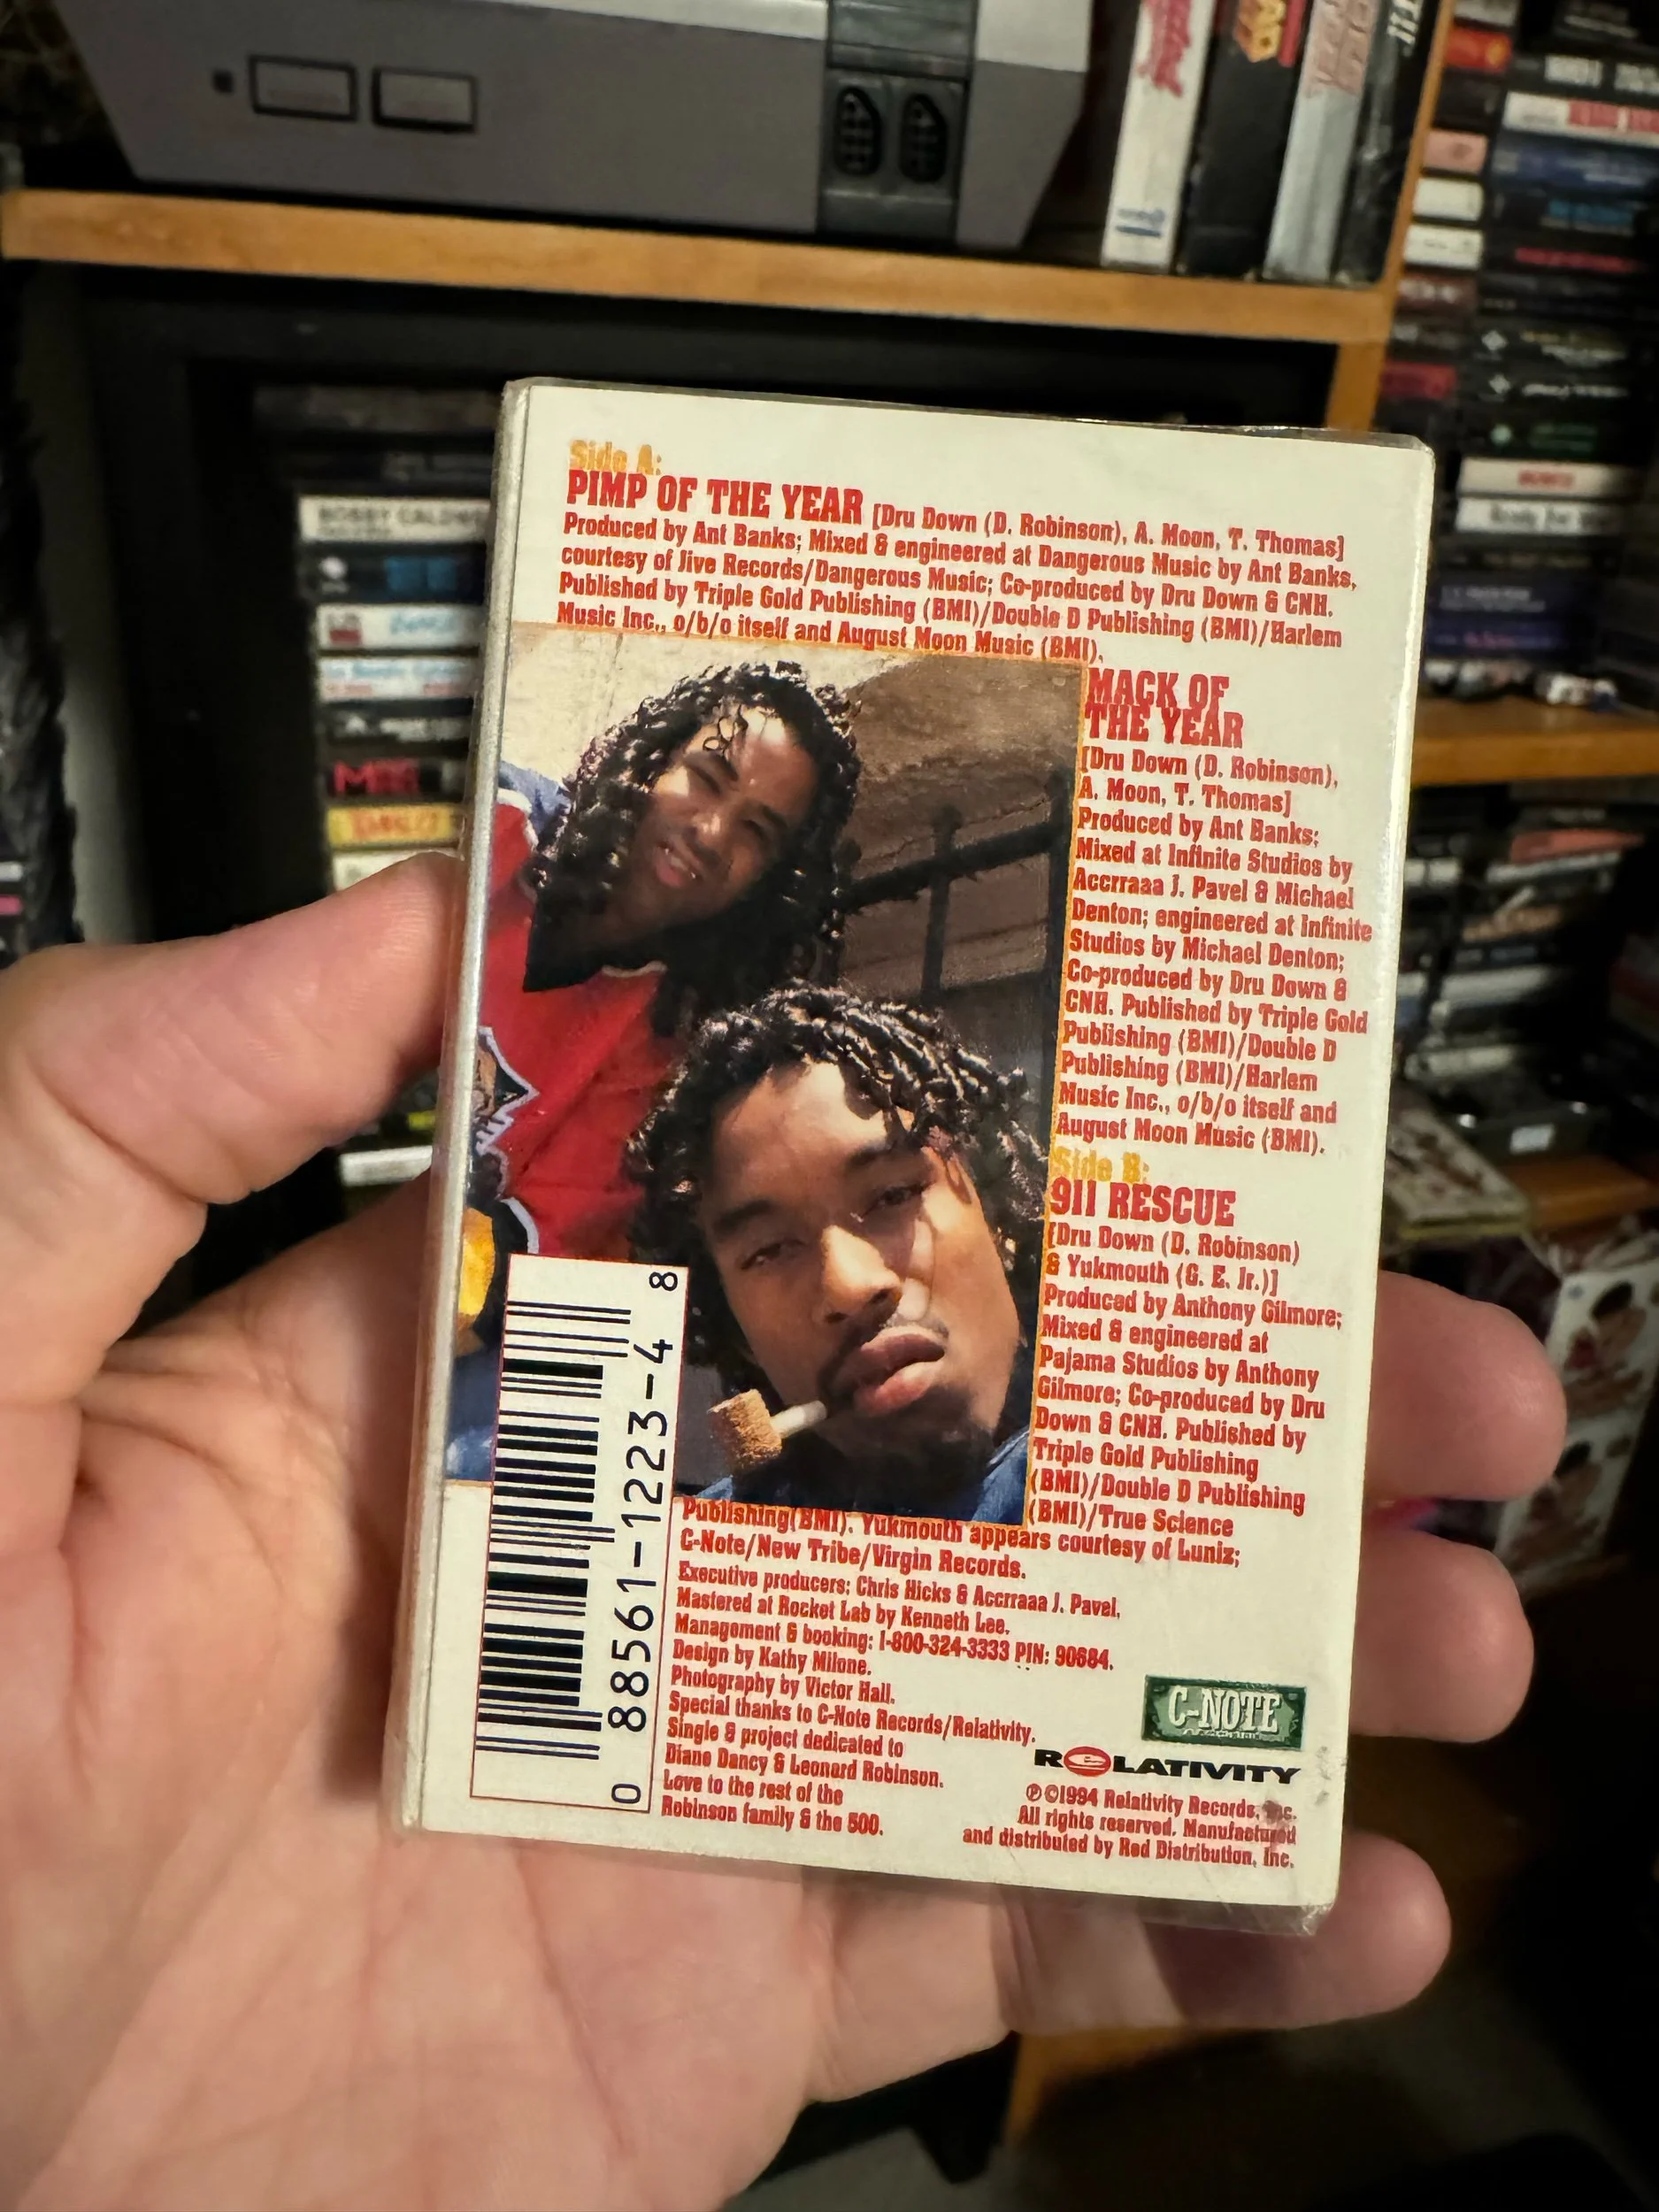 BOBBY CALDWE
Side A:
PIMP OF THE YEAR [Dru Down (D. Robinson), A. Moon, T. Thomas]
Produced by Ant Banks; Mixed & engineered at Dangerous Music by Ant Banks,
courtesy of Jive Records/Dangerous Music; Co-produced by Dru Down & CNH.
Published by Triple Gold Publishing (BMI)/Double D Publishing (BMI)/Harlem
Music Inc., o/b/o itself and August Moon Music (BMI).
MACK OF
THE YEAR
[Dru Down (D. Robinson),
A. Moon, T. Thomas]
Produced by Ant Banks;
Mixed at Infinite Studios by
Accrraaa J. Pavel & Michael
Denton; engineered at Infinite
Studios by Michael Denton;
Co-produced by Dru Down &
CNH. Published by Triple Gold
Publishing (BMI)/Double D
Publishing (BMI)/Harlem
Music Inc., o/b/o itself and
August Moon Music (BMI).
Side B:
911 RESCUE
[Dru Down (D. Robinson)
& Yukmouth (G. E. Jr.)]
Produced by Anthony Gilmore;
Mixed & engineered at
Pajama Studios by Anthony
Gilmore; Co-produced by Dru
Down & CNH. Published by
Triple Gold Publishing
(BMI)/Double D Publishing
(BMI)/True Science
Publishing(BMI). Yukmouth appears courtesy of Luniz;
C-Note/New Tribe/Virgin Records.
Executive producers: Chris Hicks & Accrraaa J. Pavel.
Mastered at Rocket Lab by Kenneth Lee.
Management & booking: 1-800-324-3333 PIN: 90684.
Design by Kathy Milone.
Photography by Victor Hall.
Special thanks to C-Note Records/Relativity.
Single & project dedicated to
Diane Dancy & Leonard Robinson.
Love to the rest of the
Robinson family & the 500.
0 88561-1223-4 8
C-NOTE
RELATIVITY
℗©1994 Relativity Records, Inc.
All rights reserved. Manufactured
and distributed by Red Distribution, Inc.